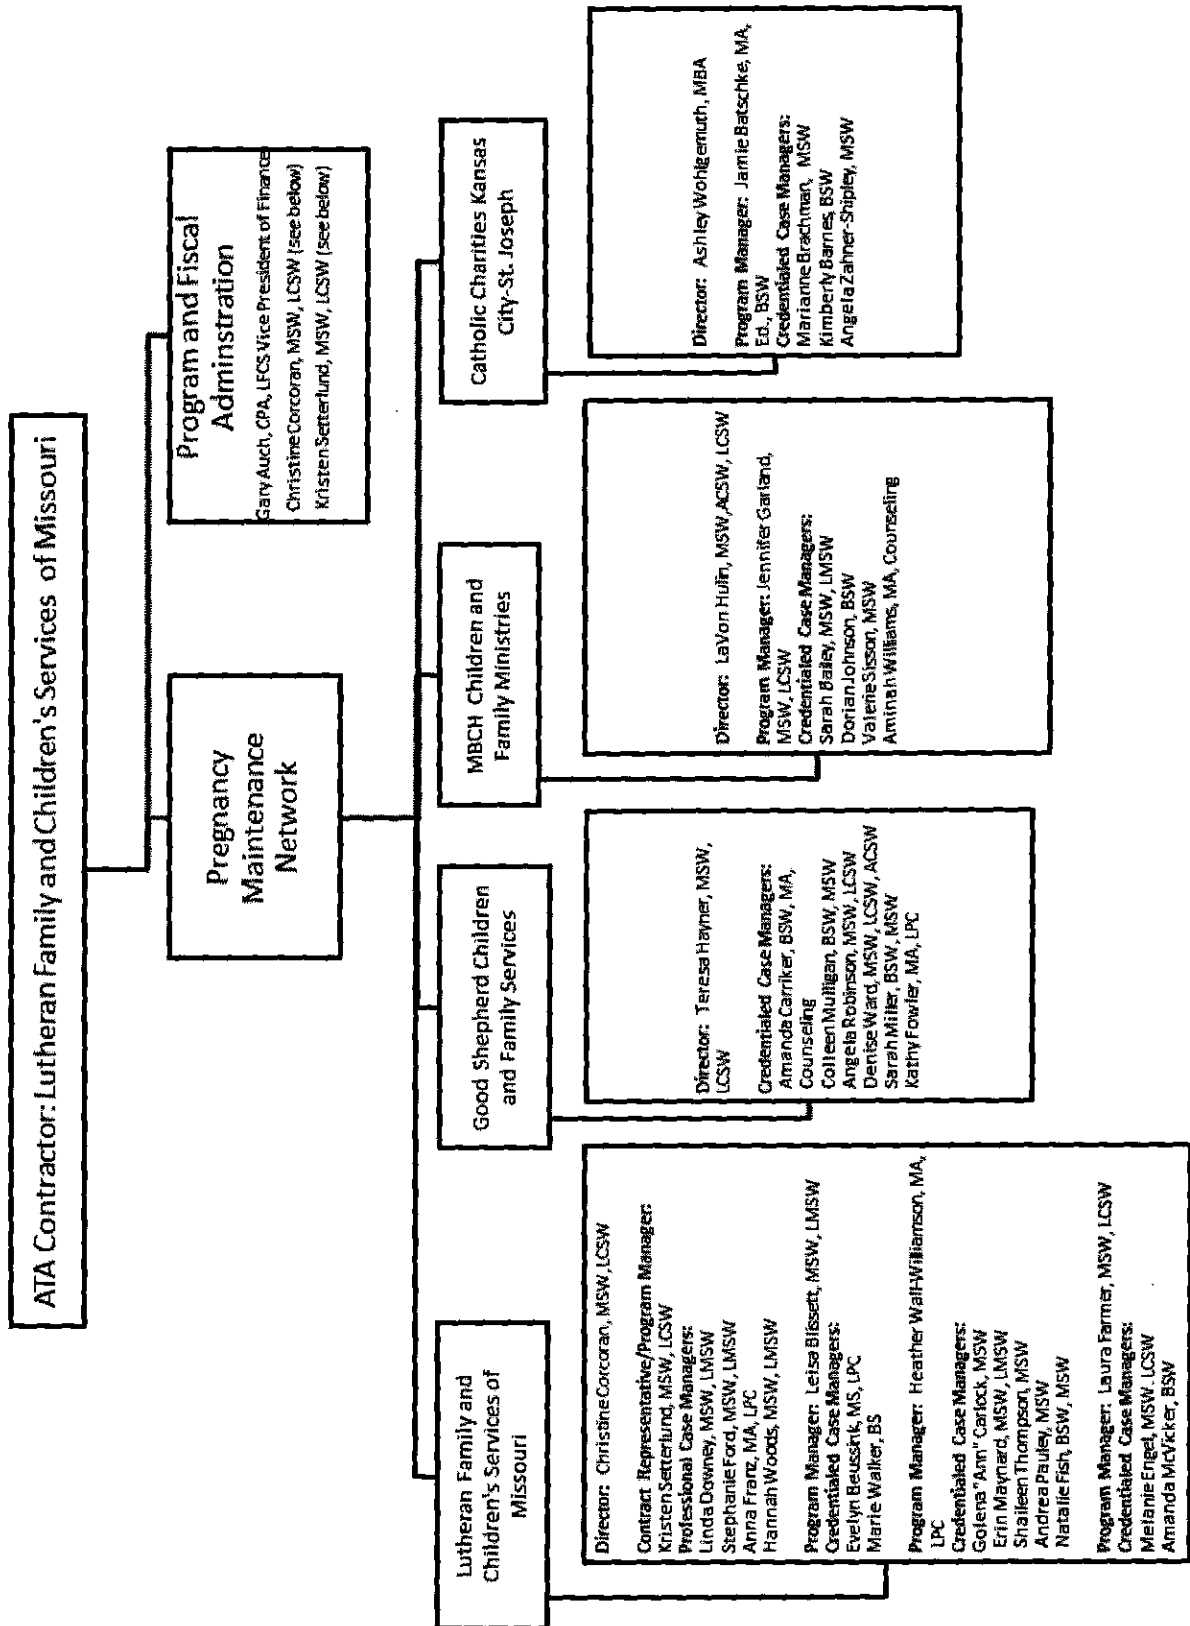 ATA Contractor: Lutheran Family and Children's Services of Missouri
Pregnancy
Maintenance
Network
Program and Fiscal
Adminstration
Gary Auch, CPA, LFCS Vice President of Finance
Christine Corcoran, MSW, LCSW (see below)
Kristen Setterlund, MSW, LCSW (see below)
Lutheran Family and
Children's Services of
Missouri
Good Shepherd Children
and Family Services
MBCH Children and
Family Ministries
Catholic Charities Kansas
City-St. Joseph
Director: Christine Corcoran, MSW, LCSW
Contract Representative/Program Manager:
Kristen Setterlund, MSW, LCSW
Professional Case Managers:
Linda Downey, MSW, LMSW
Stephanie Ford, MSW, LMSW
Anna Franz, MA, LPC
Hannah Woods, MSW, LMSW
Program Manager: Leisa Blissett, MSW, LMSW
Credentialed Case Managers:
Evelyn Beussink, MS, LPC
Marie Walker, BS
Program Manager: Heather Wall-Williamson, MA,
LPC
Credentialed Case Managers:
Golena "Ann" Carlock, MSW
Erin Maynard, MSW, LMSW
Shaileen Thompson, MSW
Andrea Pauley, MSW
Natalie Fish, BSW, MSW
Program Manager: Laura Farmer, MSW, LCSW
Credentialed Case Managers:
Melanie Engel, MSW. LCSW
Amanda McVicker, BSW
Director: Teresa Hayner, MSW,
LCSW
Credentialed Case Managers:
Amanda Carriker, BSW, MA,
Counseling
Colleen Mulligan, BSW, MSW
Angela Robinson, MSW, LCSW
Denise Ward, MSW, LCSW, ACSW
Sarah Miller, BSW, MSW
Kathy Fowler, MA, LPC
Director: LaVon Hulin, MSW, ACSW, LCSW
Program Manager: Jennifer Garland,
MSW, LCSW
Credentialed Case Managers:
Sarah Bailey, MSW, LMSW
Dorian Johnson, BSW
Valerie Sisson, MSW
Aminah Williams, MA, Counseling
Director: Ashley Wohlgemuth, MBA
Program Manager: Jamie Batschke, MA,
Ed., BSW
Credentialed Case Managers:
Marianne Brachman, MSW
Kimberly Barnes, BSW
Angela Zahner-Shipley, MSW